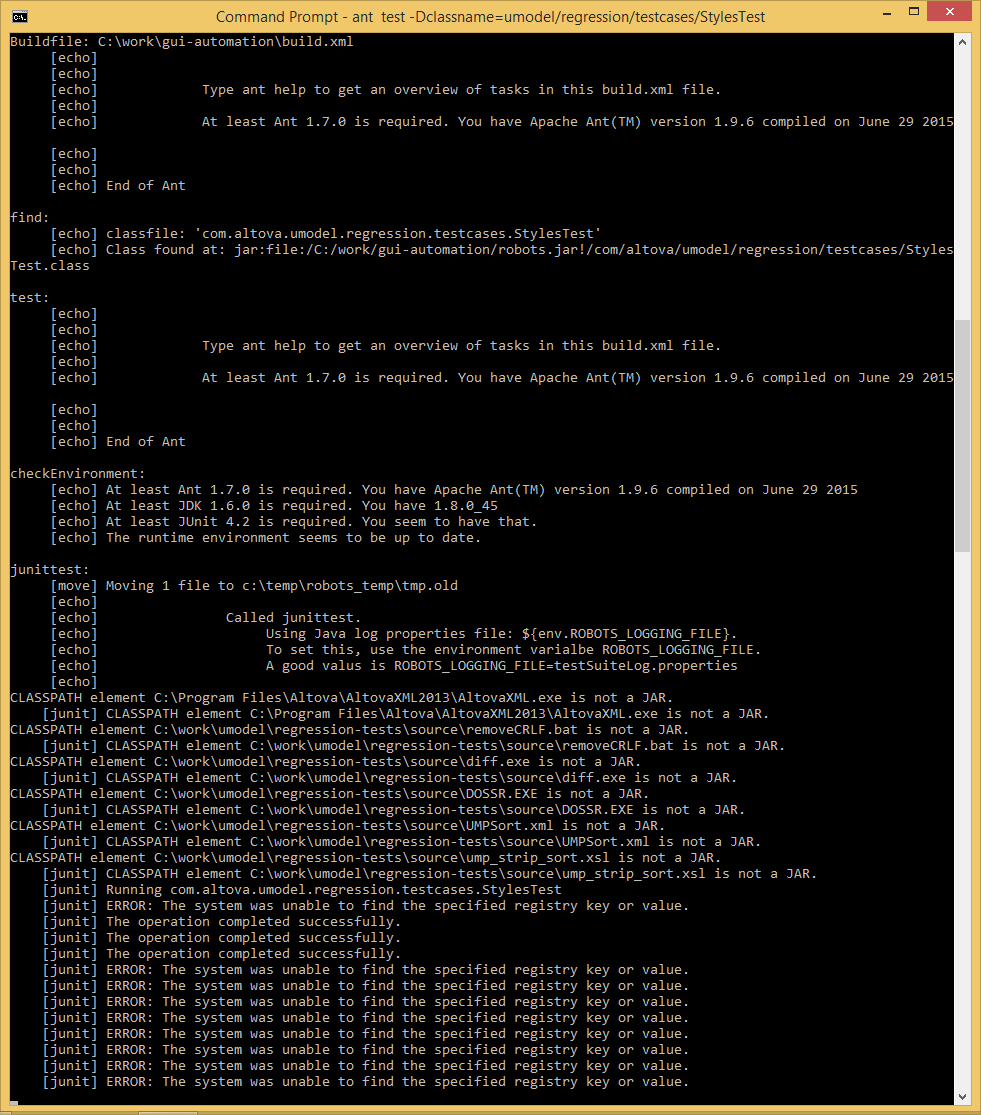 Command Prompt - ant  test -Dclassname=umodel/regression/testcases/StylesTest
Buildfile: C:\work\gui-automation\build.xml
     [echo]
     [echo]
     [echo]             Type ant help to get an overview of tasks in this build.xml file.
     [echo]
     [echo]             At least Ant 1.7.0 is required. You have Apache Ant(TM) version 1.9.6 compiled on June 29 2015
     [echo]
     [echo]
     [echo] End of Ant
find:
     [echo] classfile: 'com.altova.umodel.regression.testcases.StylesTest'
     [echo] Class found at: jar:file:/C:/work/gui-automation/robots.jar!/com/altova/umodel/regression/testcases/Styles
Test.class
test:
     [echo]
     [echo]
     [echo]             Type ant help to get an overview of tasks in this build.xml file.
     [echo]
     [echo]             At least Ant 1.7.0 is required. You have Apache Ant(TM) version 1.9.6 compiled on June 29 2015
     [echo]
     [echo]
     [echo] End of Ant
checkEnvironment:
     [echo] At least Ant 1.7.0 is required. You have Apache Ant(TM) version 1.9.6 compiled on June 29 2015
     [echo] At least JDK 1.6.0 is required. You have 1.8.0_45
     [echo] At least JUnit 4.2 is required. You seem to have that.
     [echo] The runtime environment seems to be up to date.
junittest:
     [move] Moving 1 file to c:\temp\robots_temp\tmp.old
     [echo]
     [echo]                Called junittest.
     [echo]                     Using Java log properties file: ${env.ROBOTS_LOGGING_FILE}.
     [echo]                     To set this, use the environment varialbe ROBOTS_LOGGING_FILE.
     [echo]                     A good valus is ROBOTS_LOGGING_FILE=testSuiteLog.properties
     [echo]
CLASSPATH element C:\Program Files\Altova\AltovaXML2013\AltovaXML.exe is not a JAR.
    [junit] CLASSPATH element C:\Program Files\Altova\AltovaXML2013\AltovaXML.exe is not a JAR.
CLASSPATH element C:\work\umodel\regression-tests\source\removeCRLF.bat is not a JAR.
    [junit] CLASSPATH element C:\work\umodel\regression-tests\source\removeCRLF.bat is not a JAR.
CLASSPATH element C:\work\umodel\regression-tests\source\diff.exe is not a JAR.
    [junit] CLASSPATH element C:\work\umodel\regression-tests\source\diff.exe is not a JAR.
CLASSPATH element C:\work\umodel\regression-tests\source\DOSSR.EXE is not a JAR.
    [junit] CLASSPATH element C:\work\umodel\regression-tests\source\DOSSR.EXE is not a JAR.
CLASSPATH element C:\work\umodel\regression-tests\source\UMPSort.xml is not a JAR.
    [junit] CLASSPATH element C:\work\umodel\regression-tests\source\UMPSort.xml is not a JAR.
CLASSPATH element C:\work\umodel\regression-tests\source\ump_strip_sort.xsl is not a JAR.
    [junit] CLASSPATH element C:\work\umodel\regression-tests\source\ump_strip_sort.xsl is not a JAR.
    [junit] Running com.altova.umodel.regression.testcases.StylesTest
    [junit] ERROR: The system was unable to find the specified registry key or value.
    [junit] The operation completed successfully.
    [junit] The operation completed successfully.
    [junit] The operation completed successfully.
    [junit] ERROR: The system was unable to find the specified registry key or value.
    [junit] ERROR: The system was unable to find the specified registry key or value.
    [junit] ERROR: The system was unable to find the specified registry key or value.
    [junit] ERROR: The system was unable to find the specified registry key or value.
    [junit] ERROR: The system was unable to find the specified registry key or value.
    [junit] ERROR: The system was unable to find the specified registry key or value.
    [junit] ERROR: The system was unable to find the specified registry key or value.
    [junit] ERROR: The system was unable to find the specified registry key or value.